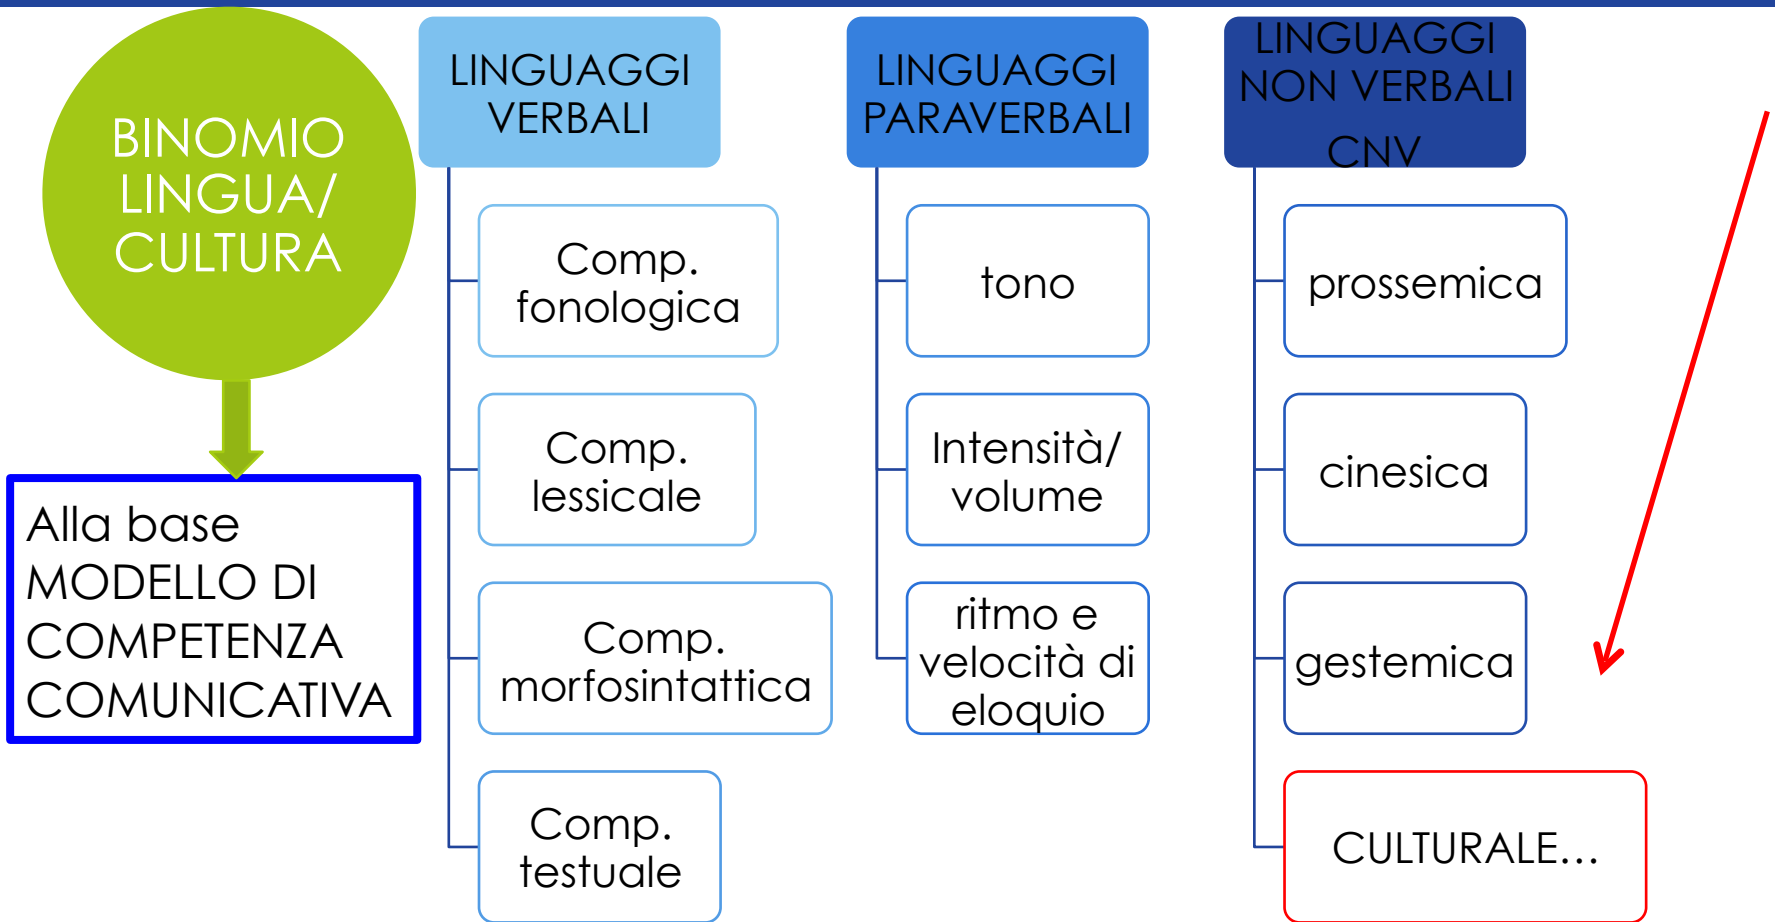 BINOMIO
LINGUA/
CULTURA
Alla base
MODELLO DI
COMPETENZA
COMUNICATIVA
LINGUAGGI
VERBALI
Comp.
fonologica
Comp.
lessicale
Comp.
morfosintattica
Comp.
testuale
LINGUAGGI
PARAVERBALI
tono
Intensità/
volume
ritmo e
velocità di
eloquio
LINGUAGGI
NON VERBALI
CNV
prossemica
cinesica
gestemica
CULTURALE…